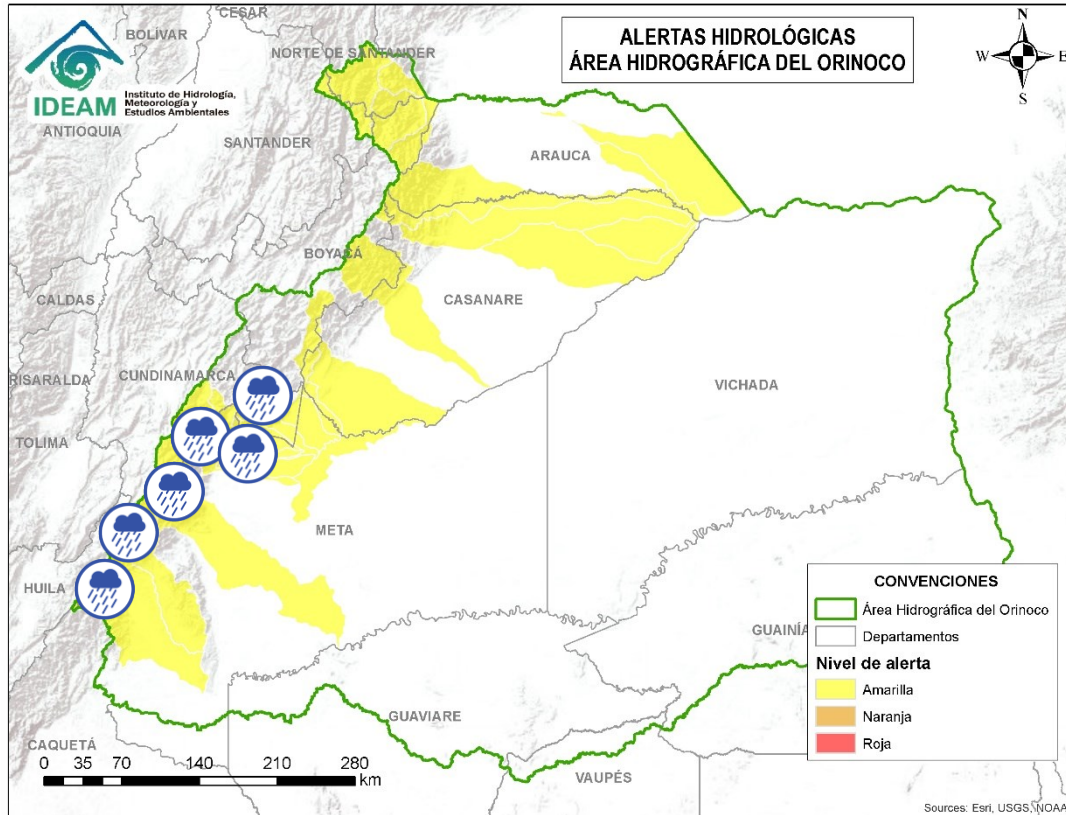 CESAR
BOLÍVAR
NORTE DE SANTANDER
ALERTAS HIDROLÓGICAS
ÁREA HIDROGRÁFICA DEL ORINOCO
N
W
E
S
IDEAM
Instituto de Hidrología,
Meteorología y
Estudios Ambientales
ANTIOQUIA
SANTANDER
ARAUCA
BOYACÁ
CALDAS
CASANARE
RISARALDA
CUNDINAMARCA
VICHADA
TOLIMA
META
HUILA
GUAINÍA
GUAVIARE
CAQUETÁ
VAUPÉS
CONVENCIONES
Área Hidrográfica del Orinoco
Departamentos
Nivel de alerta
Amarilla
Naranja
Roja
0 35 70 140 210 280
km
Sources: Esri, USGS, NOAA